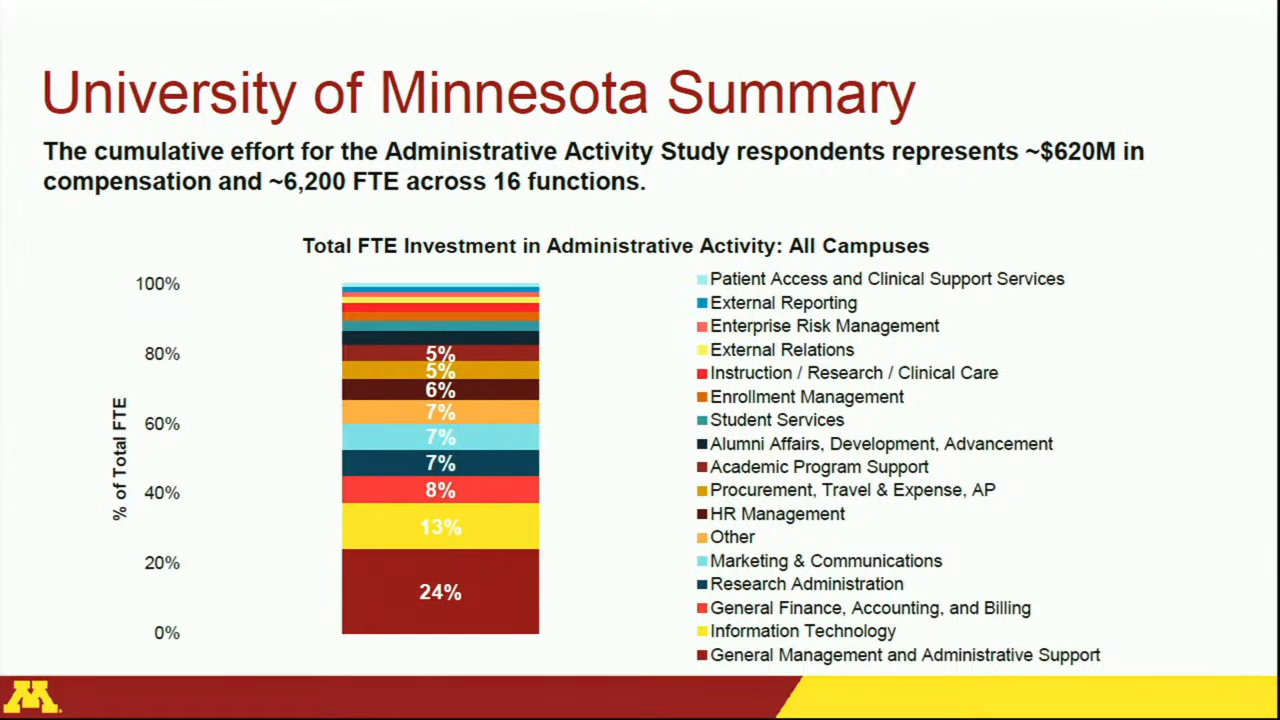 University of Minnesota Summary
The cumulative effort for the Administrative Activity Study respondents represents ~$620M in
compensation and ~6,200 FTE across 16 functions.
Total FTE Investment in Administrative Activity: All Campuses
% of Total FTE
100%
80%
60%
40%
20%
0%
5%
5%
6%
7%
7%
7%
8%
13%
24%
Patient Access and Clinical Support Services
External Reporting
Enterprise Risk Management
External Relations
Instruction / Research / Clinical Care
Enrollment Management
Student Services
Alumni Affairs, Development, Advancement
Academic Program Support
Procurement, Travel & Expense, AP
HR Management
Other
Marketing & Communications
Research Administration
General Finance, Accounting, and Billing
Information Technology
General Management and Administrative Support
M